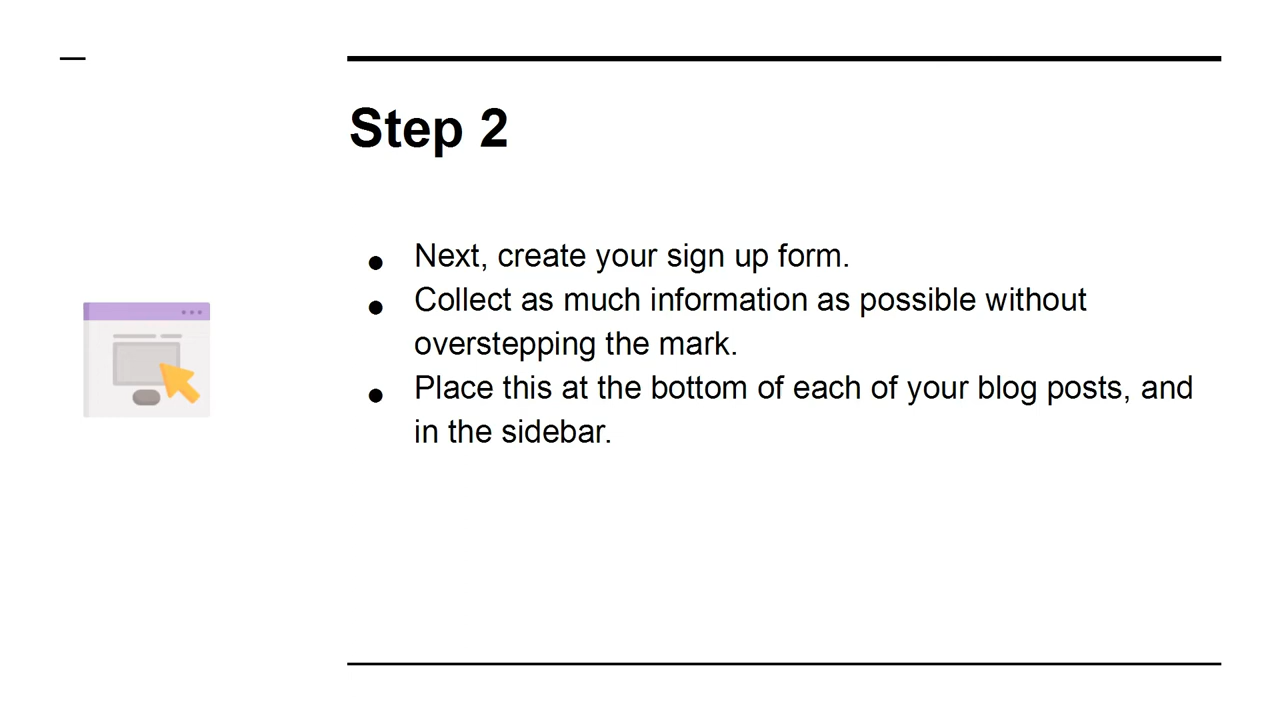 Step 2
● Next, create your sign up form.
● Collect as much information as possible without
overstepping the mark.
● Place this at the bottom of each of your blog posts, and
in the sidebar.